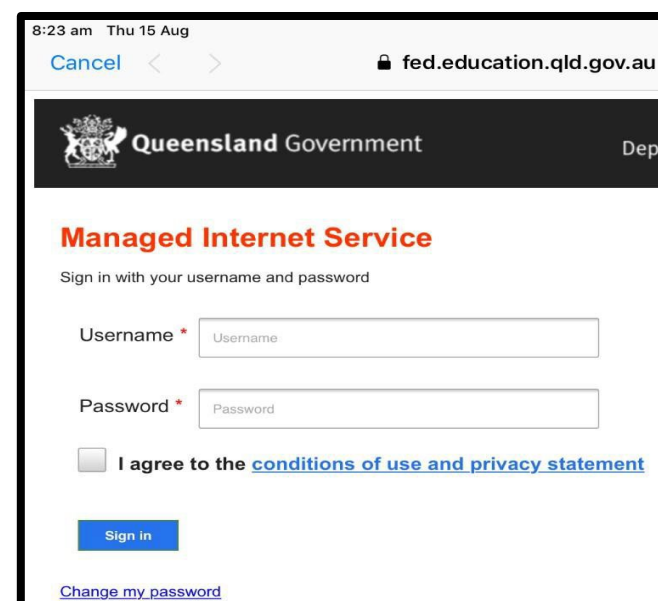 8:23 am Thu 15 Aug
Cancel < > fed.education.qld.gov.au
Queensland Government Dep
Managed Internet Service
Sign in with your username and password
Username * Username
Password * Password
I agree to the conditions of use and privacy statement
Sign in
Change my password